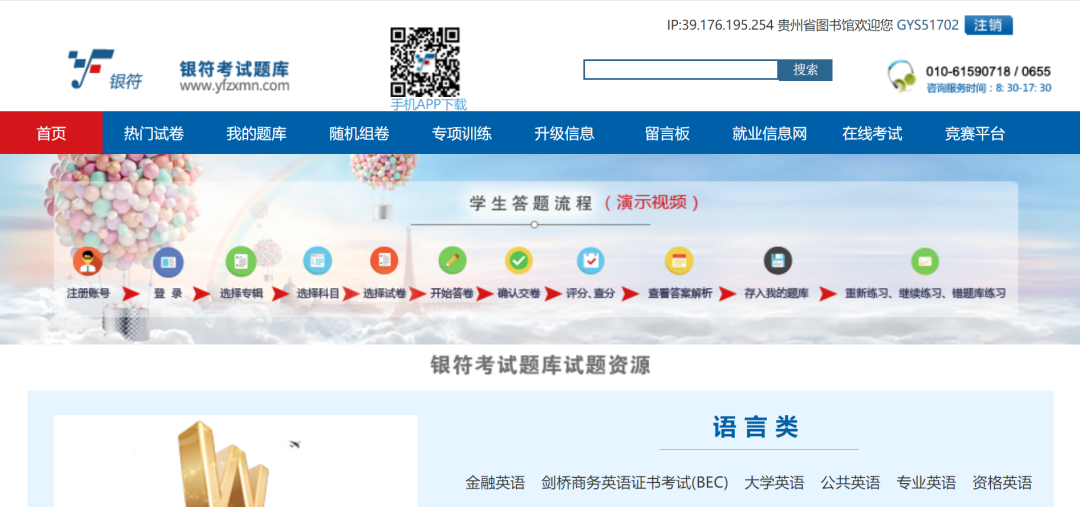 IP:39.176.195.254 贵州省图书馆欢迎您 GYS51702 注销
银符 银符考试题库
www.yfzxmn.com
手机APP下载
搜索
010-61590718 / 0655
咨询服务时间：8: 30-17: 30
首页 热门试卷 我的题库 随机组卷 专项训练 升级信息 留言板 就业信息网 在线考试 竞赛平台
学生答题流程（演示视频）
注册账号 登 录 选择专辑 选择科目 选择试卷 开始答卷 确认交卷 评分、查分 查看答案解析 存入我的题库 重新练习、继续练习、错题库练习
银符考试题库试题资源
语言类
金融英语 剑桥商务英语证书考试(BEC) 大学英语 公共英语 专业英语 资格英语